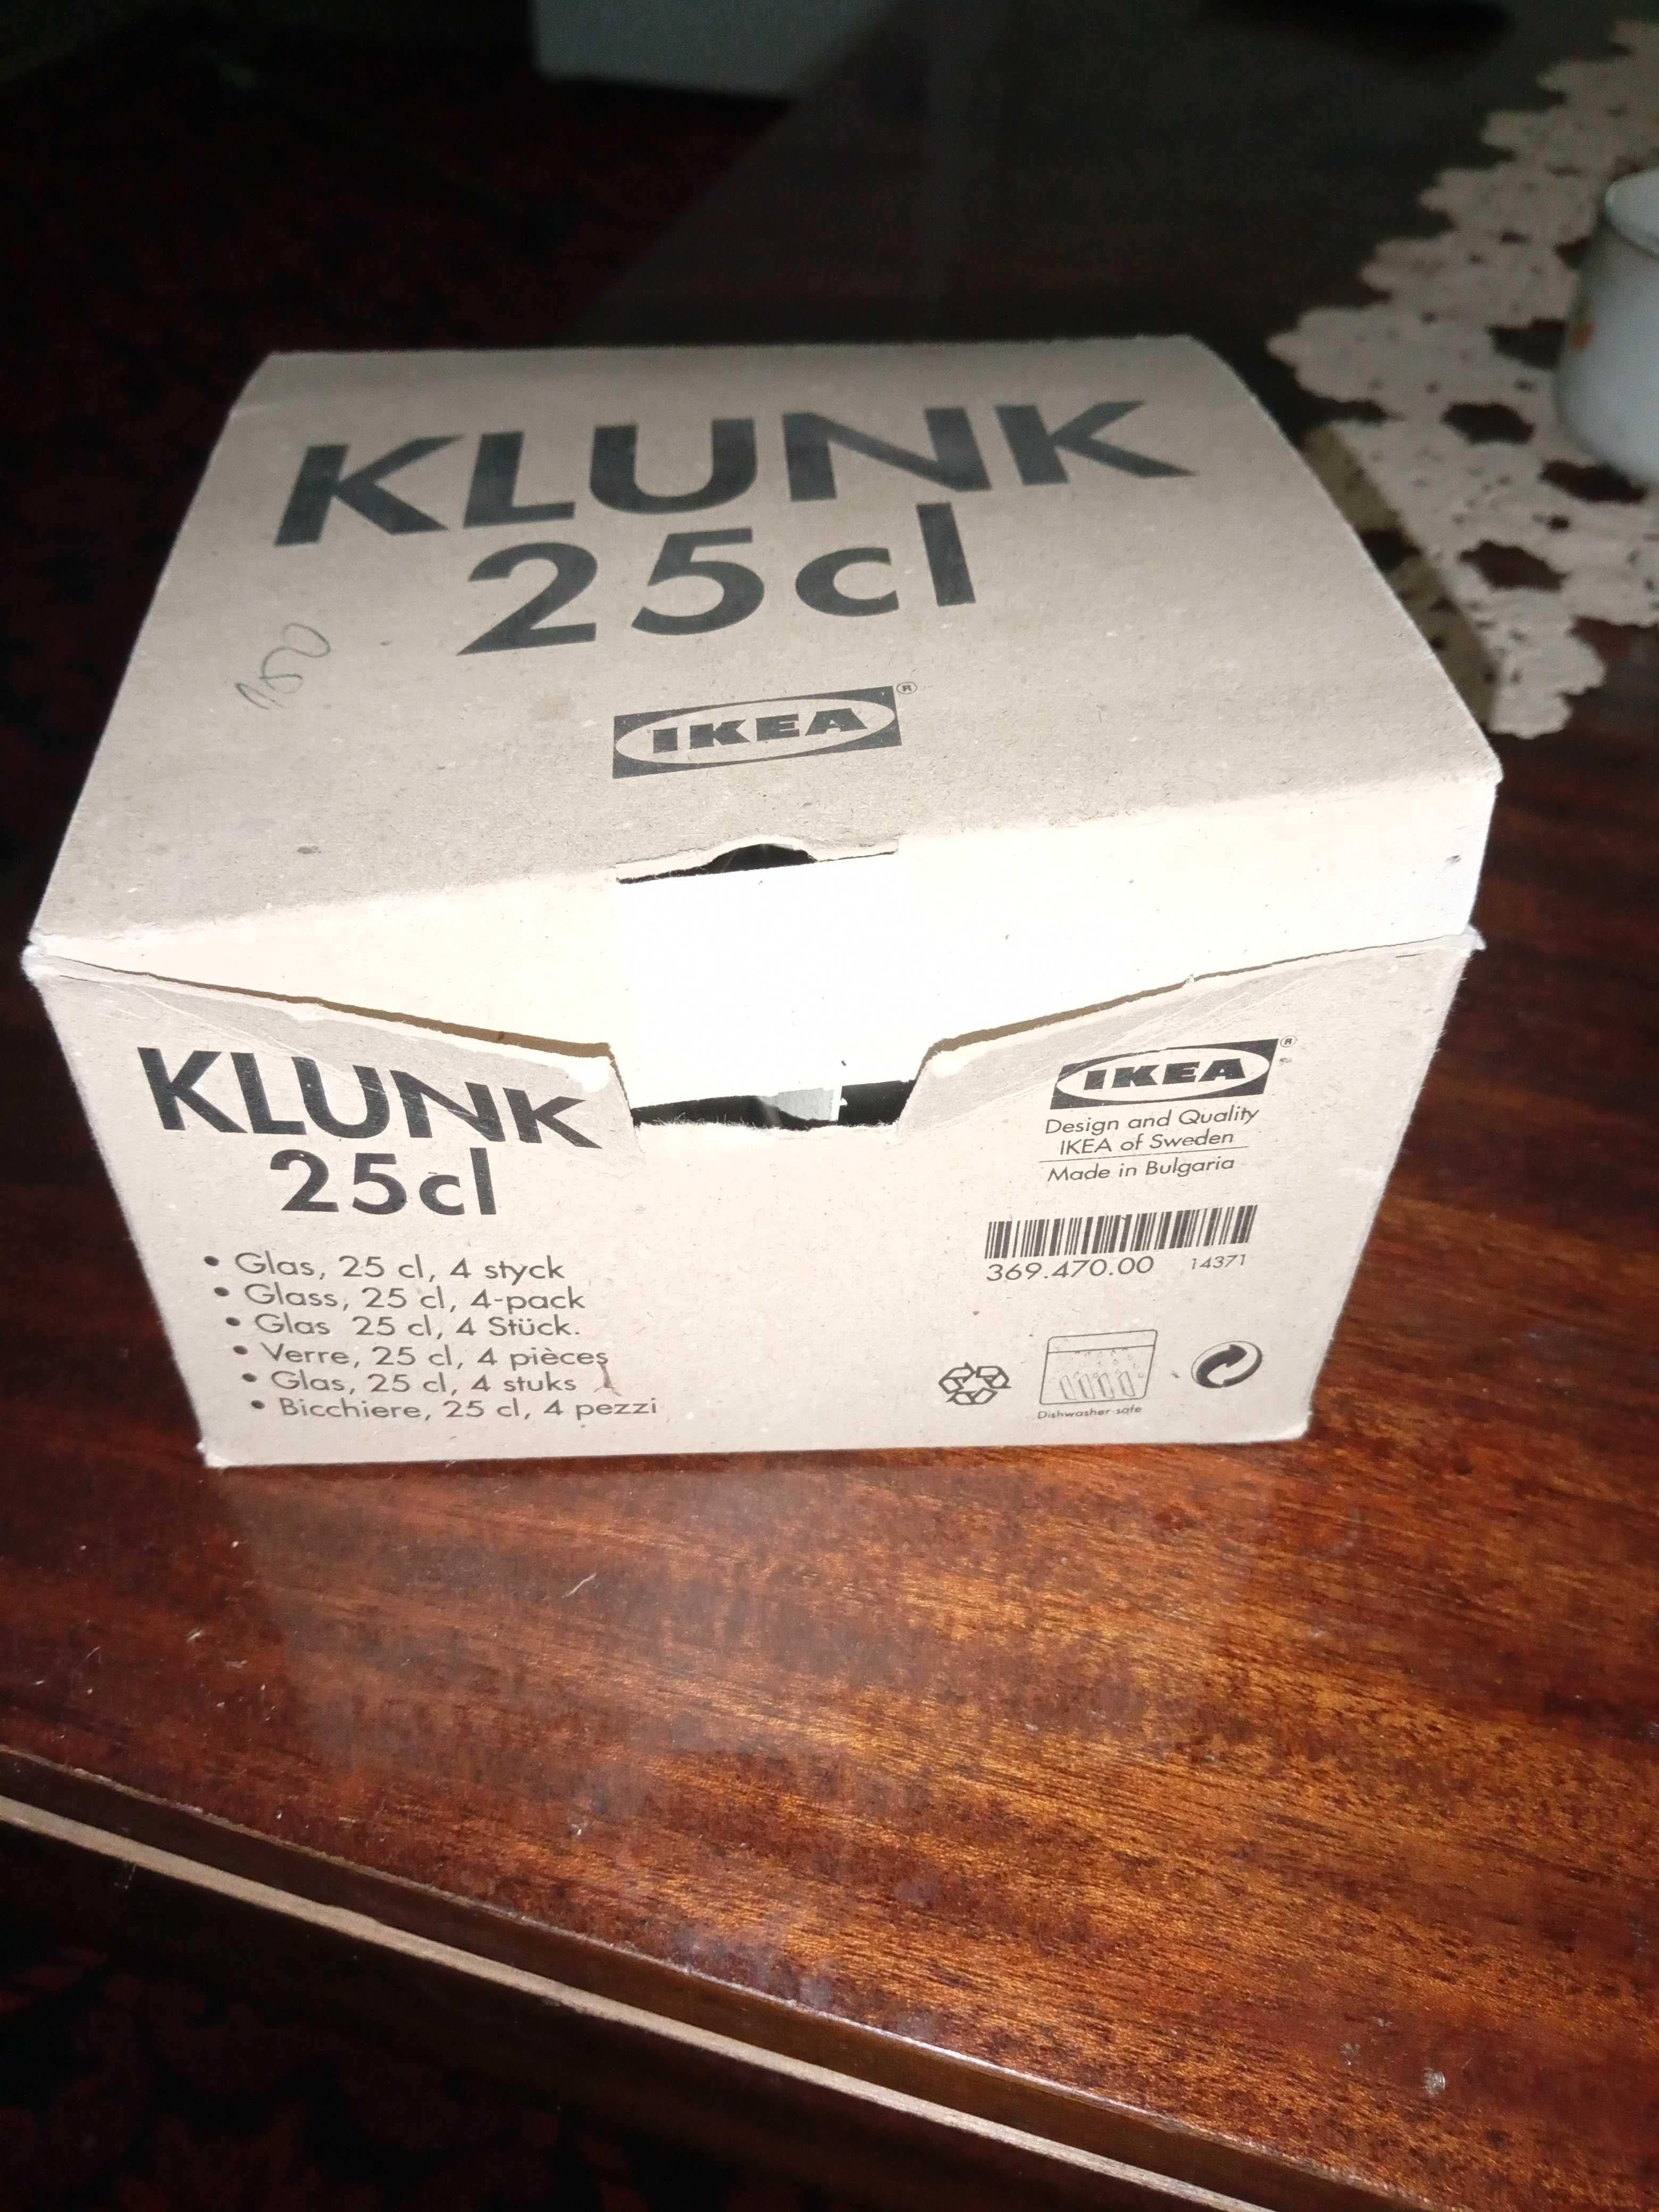 KLUNK
25cl
150
IKEA®
KLUNK
25cl
• Glas, 25 cl, 4 styck
• Glass, 25 cl, 4-pack
• Glas 25 cl, 4 Stück.
• Verre, 25 cl, 4 pièces
• Glas, 25 cl, 4 stuks
• Bicchiere, 25 cl, 4 pezzi
IKEA®
Design and Quality
IKEA of Sweden
Made in Bulgaria
369.470.00 14371
Dishwasher-safe